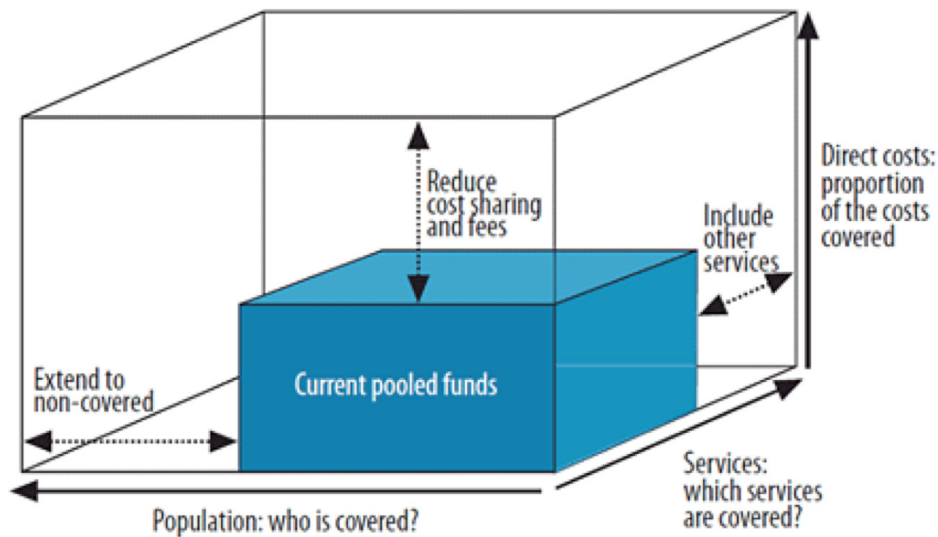 Reduce
cost sharing
and fees
Direct costs:
proportion
of the costs
covered
Include
other
services
Extend to
non-covered
Current pooled funds
Services:
which services
are covered?
Population: who is covered?